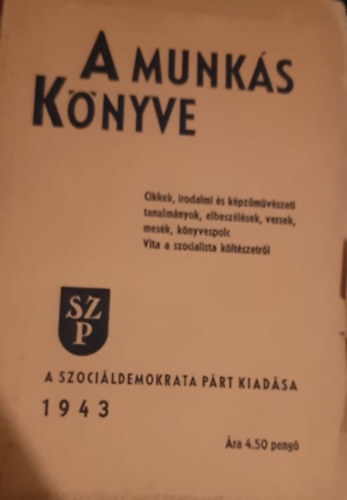 A MUNKÁS
KÖNYVE
Cikkek, irodalmi és képzőművészeti
tanulmányok, elbeszélések, versek,
mesék, könyvespolc
Vita a szocialista költészetről
SZ
P
A SZOCIÁLDEMOKRATA PÁRT KIADÁSA
1943
Ára 4.50 pengő